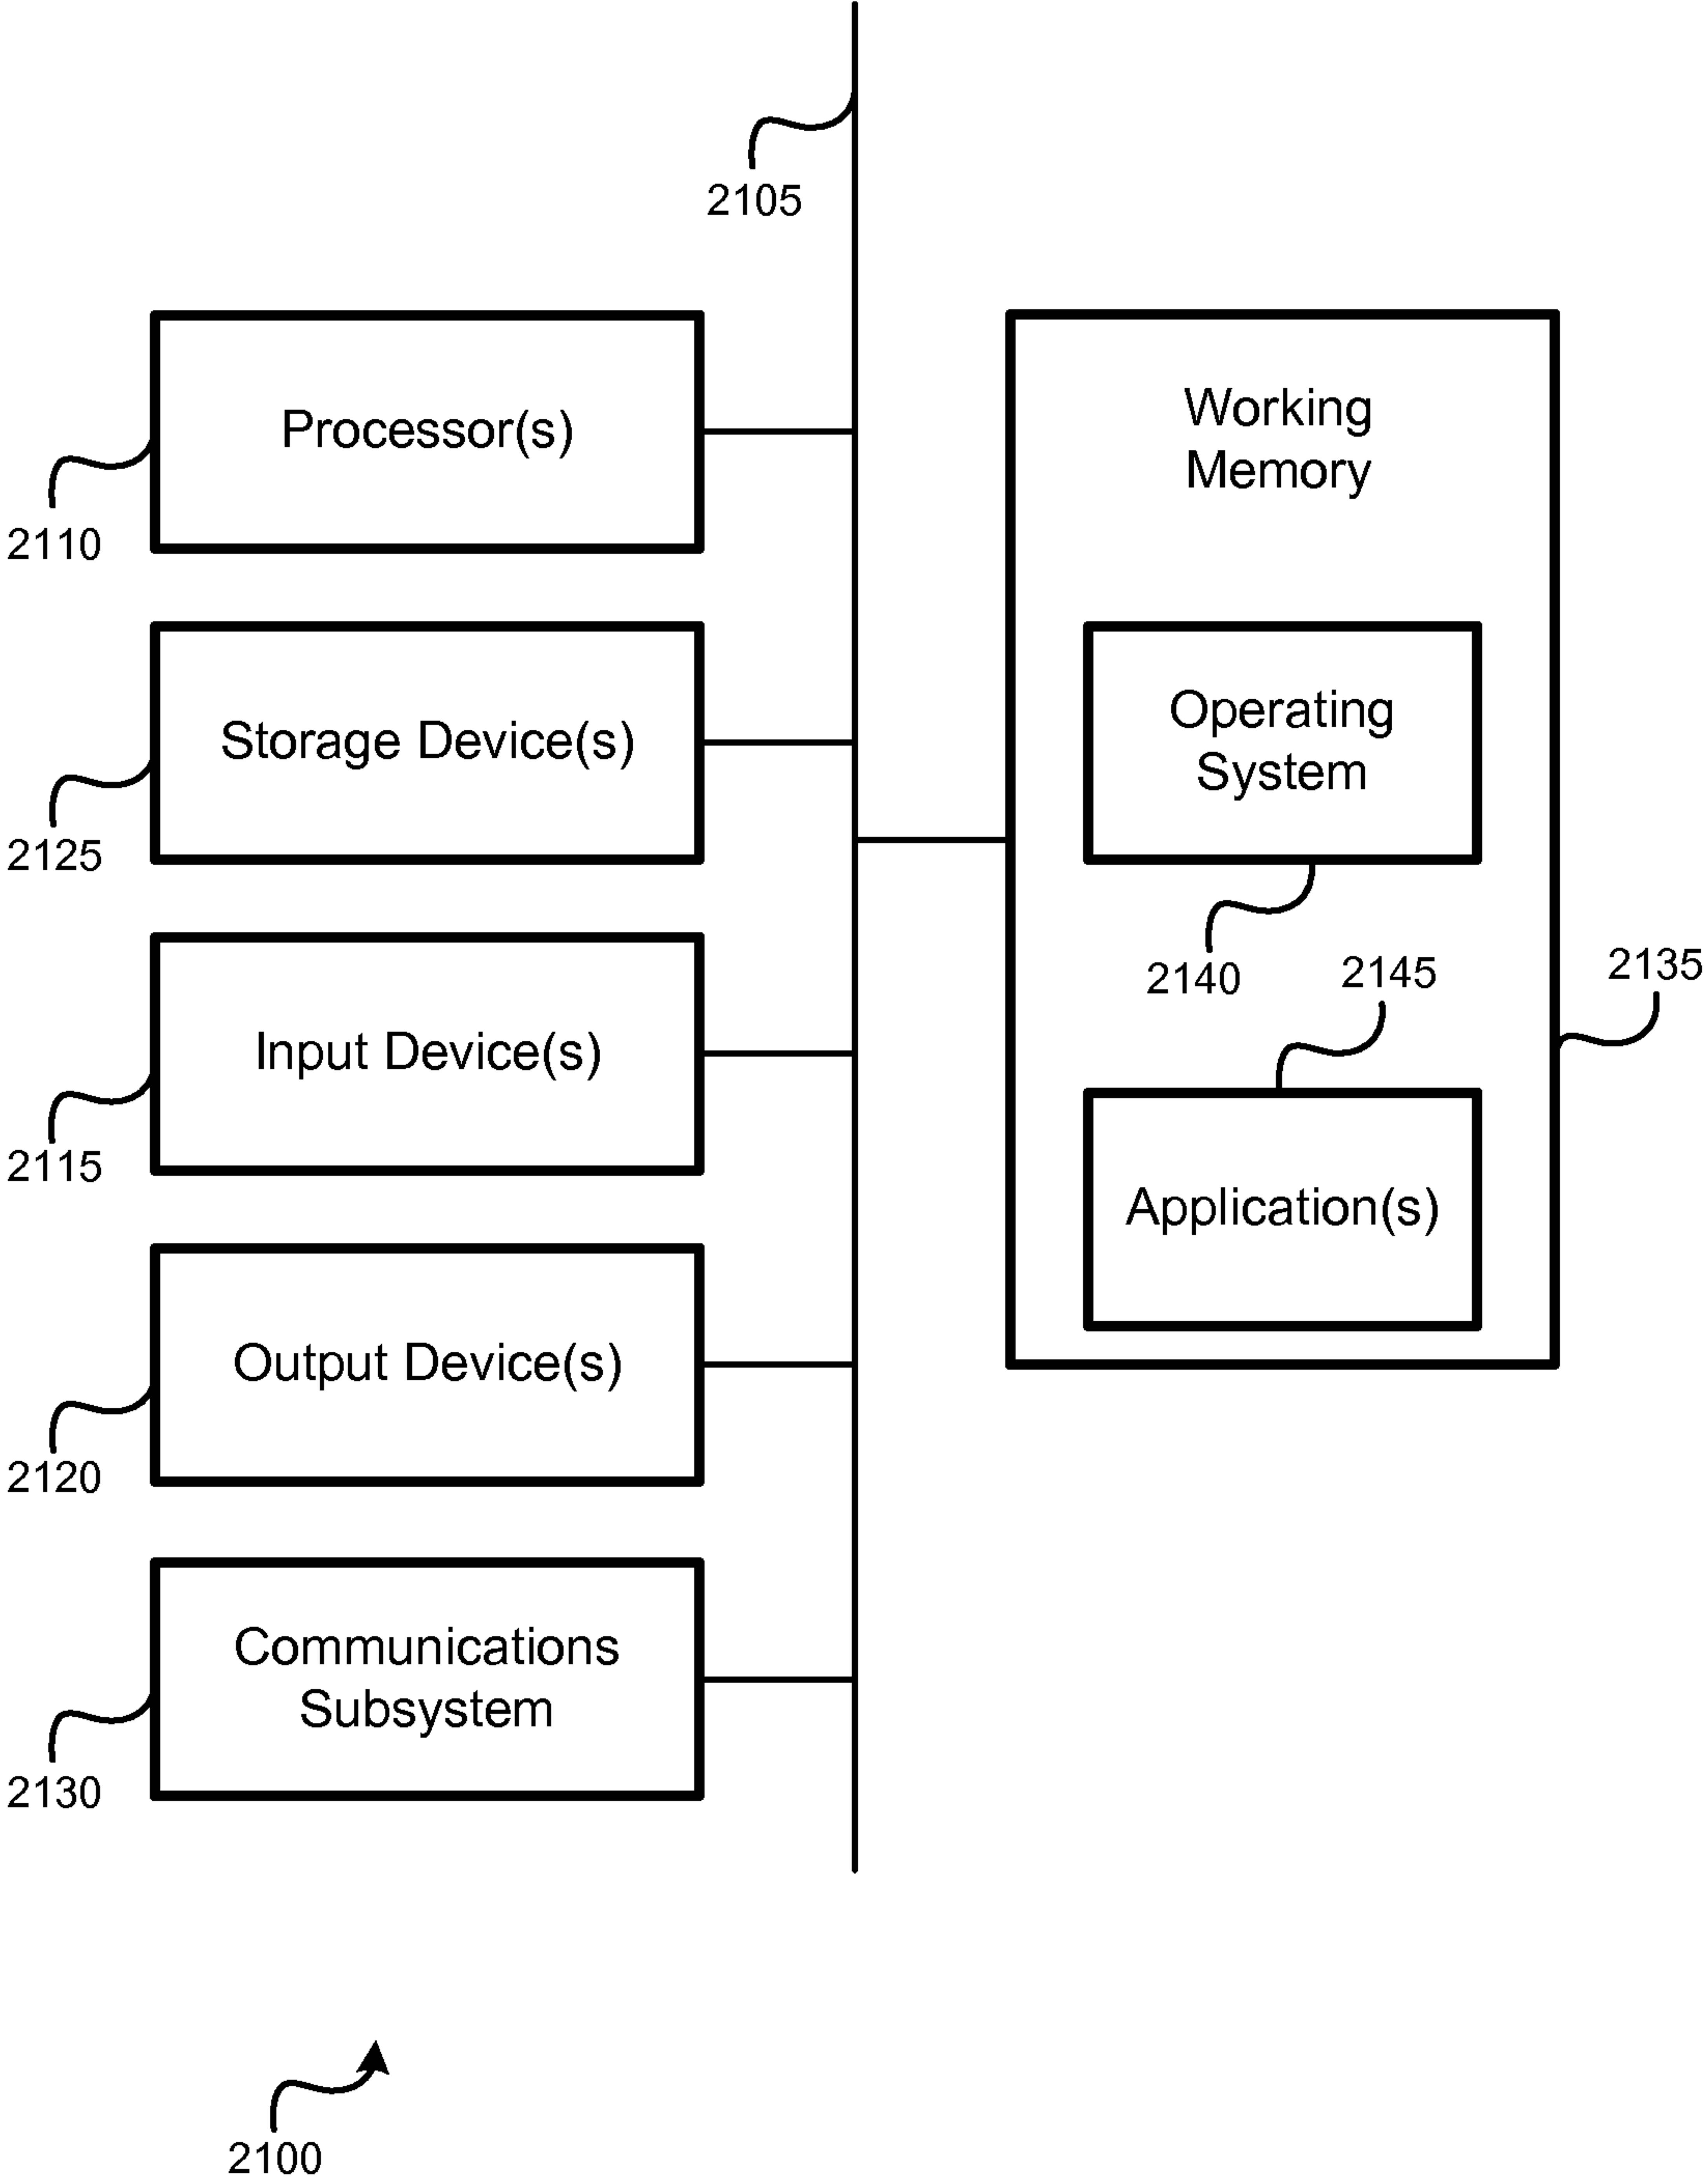 2105
Processor(s)
2110
Storage Device(s)
2125
Input Device(s)
2115
Output Device(s)
2120
Communications
Subsystem
2130
Working
Memory
Operating
System
2140
2145
2135
Application(s)
2100